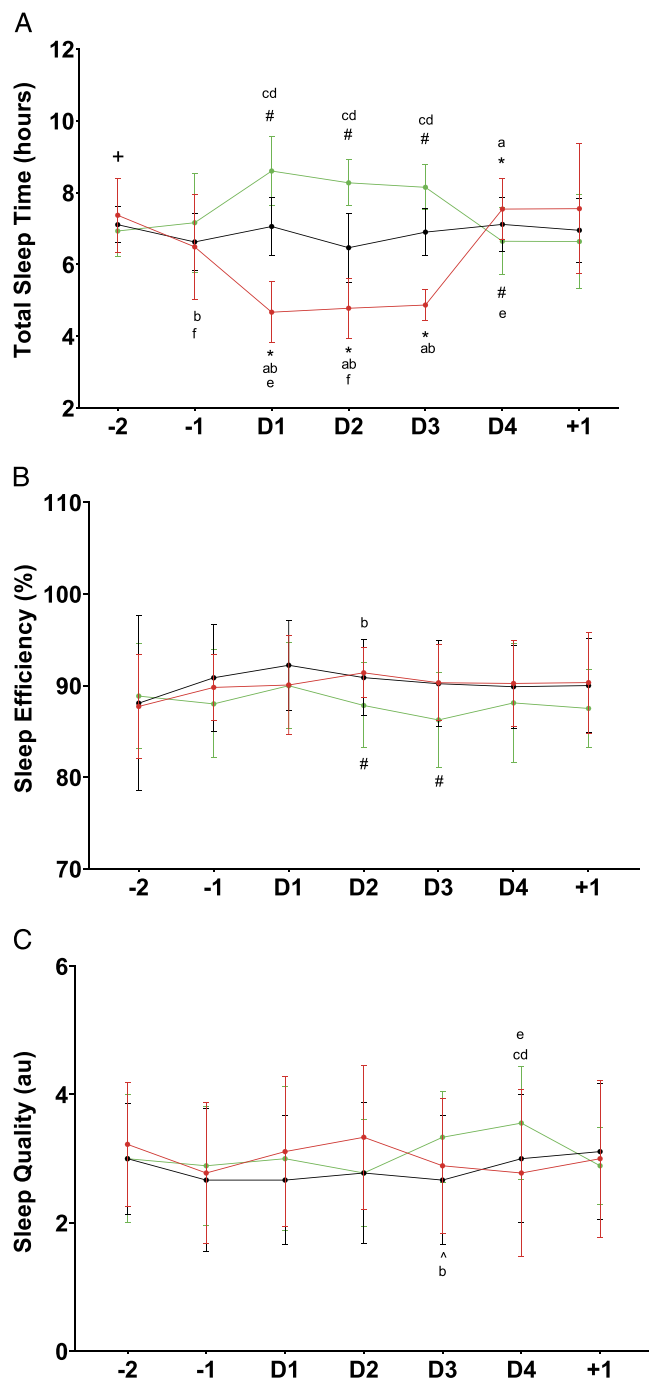 A
Total Sleep Time (hours)
12
10
8
6
4
2
+
cd
#
cd
#
cd
#
a
*
b
f
*
ab
e
*
ab
f
*
ab
#
e
-2 -1 D1 D2 D3 D4 +1
B
Sleep Efficiency (%)
110
100
90
80
70
b
#
#
-2 -1 D1 D2 D3 D4 +1
C
Sleep Quality (au)
6
4
2
0
e
cd
^
b
-2 -1 D1 D2 D3 D4 +1